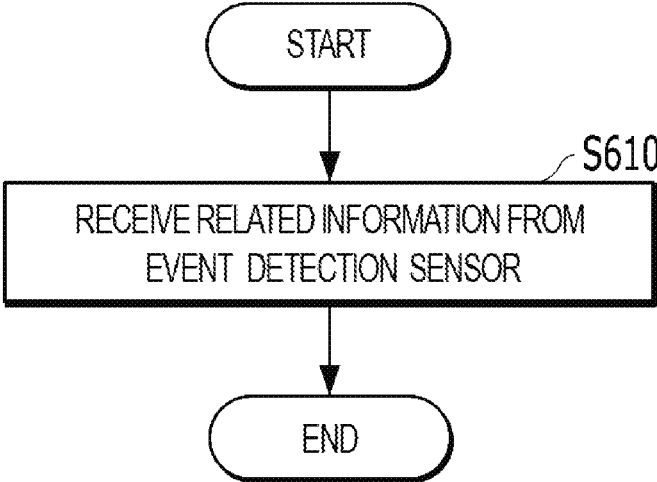 START
S610
RECEIVE RELATED INFORMATION FROM
EVENT DETECTION SENSOR
END